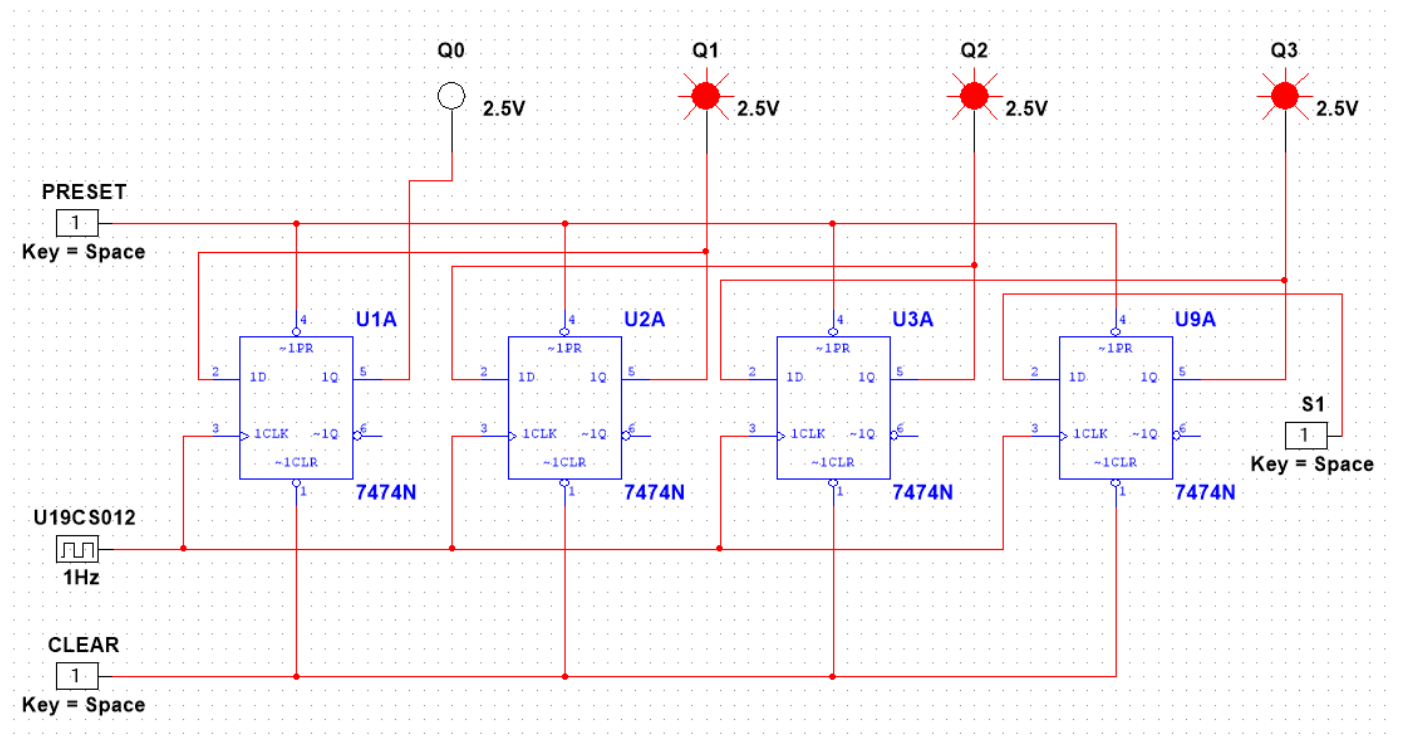 Q0
Q1
Q2
Q3
2.5V
2.5V
2.5V
2.5V
PRESET
1
Key = Space
4
4
4
4
U1A
U2A
U3A
U9A
~1PR
~1PR
~1PR
~1PR
2 1D 1Q 5
2 1D 1Q 5
2 1D 1Q 5
2 1D 1Q 5
3 1CLK ~1Q 6
3 1CLK ~1Q 6
3 1CLK ~1Q 6
3 1CLK ~1Q 6
S1
1
Key = Space
~1CLR
~1CLR
~1CLR
~1CLR
1
1
1
1
7474N
7474N
7474N
7474N
U19CS012
1Hz
CLEAR
1
Key = Space